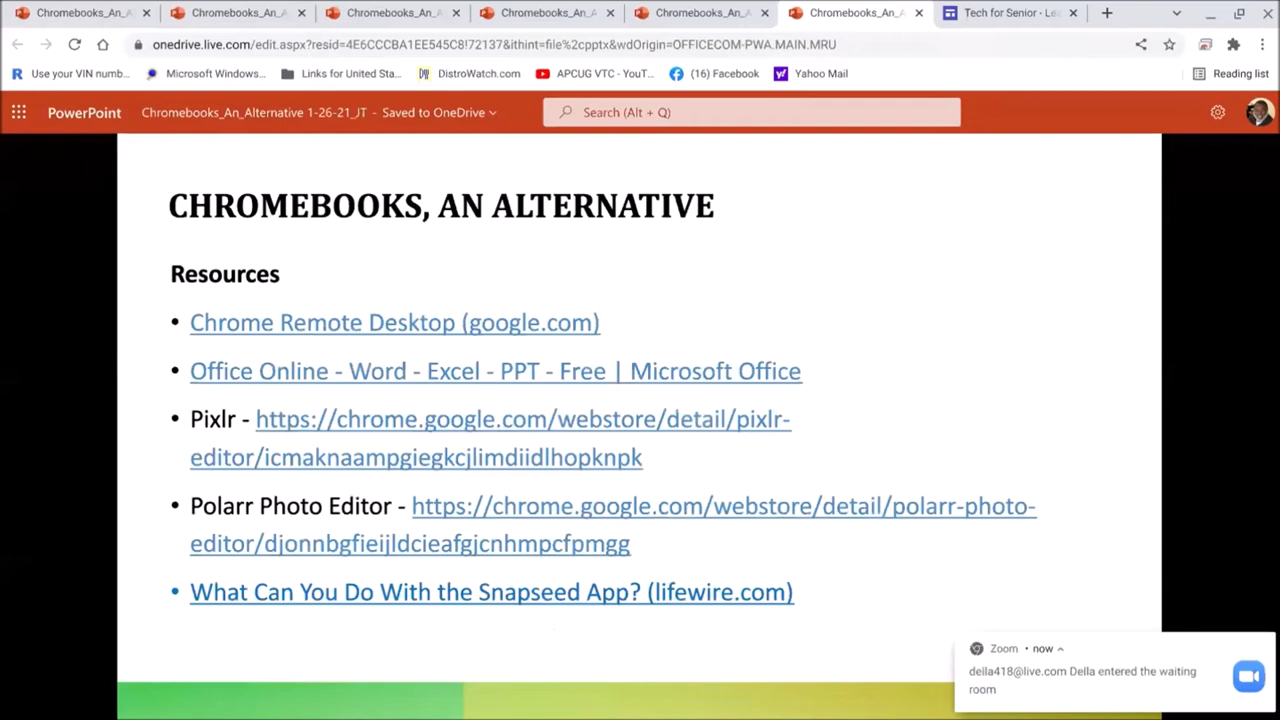 Chromebooks_An_A
Chromebooks_An_A
Chromebooks_An_A
Chromebooks_An_A
Chromebooks_An_A
Chromebooks_An_A
Tech for Senior - Lea
onedrive.live.com/edit.aspx?resid=4E6CCCBA1EE545C8!72137&ithint=file%2cpptx&wdOrigin=OFFICECOM-PWA.MAIN.MRU
Use your VIN numb... Microsoft Windows... Links for United Sta... DistroWatch.com APCUG VTC - YouT... (16) Facebook Yahoo Mail Reading list
PowerPoint Chromebooks_An_Alternative 1-26-21_JT - Saved to OneDrive Search (Alt + Q)
CHROMEBOOKS, AN ALTERNATIVE
Resources
• Chrome Remote Desktop (google.com)
• Office Online - Word - Excel - PPT - Free | Microsoft Office
• Pixlr - https://chrome.google.com/webstore/detail/pixlr-
editor/icmaknaampgiegkcjlimdiidlhopknpk
• Polarr Photo Editor - https://chrome.google.com/webstore/detail/polarr-photo-
editor/djonnbgfieijldcieafgjcnhmpcfpmgg
• What Can You Do With the Snapseed App? (lifewire.com)
Zoom • now
della418@live.com Della entered the waiting
room